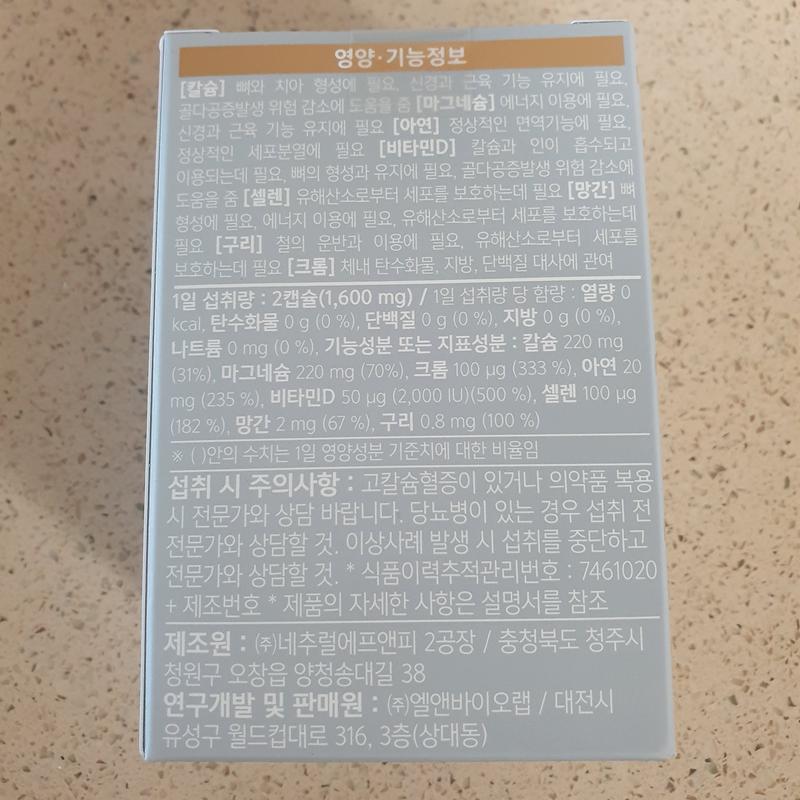 영양·기능정보
[칼슘] 뼈와 치아 형성에 필요, 신경과 근육 기능 유지에 필요,
골다공증발생 위험 감소에 도움을 줌 [마그네슘] 에너지 이용에 필요,
신경과 근육 기능 유지에 필요 [아연] 정상적인 면역기능에 필요,
정상적인 세포분열에 필요 [비타민D] 칼슘과 인이 흡수되고
이용되는데 필요, 뼈의 형성과 유지에 필요, 골다공증발생 위험 감소에
도움을 줌 [셀렌] 유해산소로부터 세포를 보호하는데 필요 [망간] 뼈
형성에 필요, 에너지 이용에 필요, 유해산소로부터 세포를 보호하는데
필요 [구리] 철의 운반과 이용에 필요, 유해산소로부터 세포를
보호하는데 필요 [크롬] 체내 탄수화물, 지방, 단백질 대사에 관여
1일 섭취량 : 2캡슐(1,600 mg) / 1일 섭취량 당 함량 : 열량 0
kcal, 탄수화물 0 g (0 %), 단백질 0 g (0 %), 지방 0 g (0 %),
나트륨 0 mg (0 %), 기능성분 또는 지표성분 : 칼슘 220 mg
(31%), 마그네슘 220 mg (70%), 크롬 100 µg (333 %), 아연 20
mg (235 %), 비타민D 50 µg (2,000 IU)(500 %), 셀렌 100 µg
(182 %), 망간 2 mg (67 %), 구리 0.8 mg (100 %)
※ ( )안의 수치는 1일 영양성분 기준치에 대한 비율임
섭취 시 주의사항 : 고칼슘혈증이 있거나 의약품 복용
시 전문가와 상담 바랍니다. 당뇨병이 있는 경우 섭취 전
전문가와 상담할 것. 이상사례 발생 시 섭취를 중단하고
전문가와 상담할 것. * 식품이력추적관리번호 : 7461020
+ 제조번호 * 제품의 자세한 사항은 설명서를 참조
제조원 : ㈜네추럴에프앤피 2공장 / 충청북도 청주시
청원구 오창읍 양청송대길 38
연구개발 및 판매원 : ㈜엘앤바이오랩 / 대전시
유성구 월드컵대로 316, 3층(상대동)